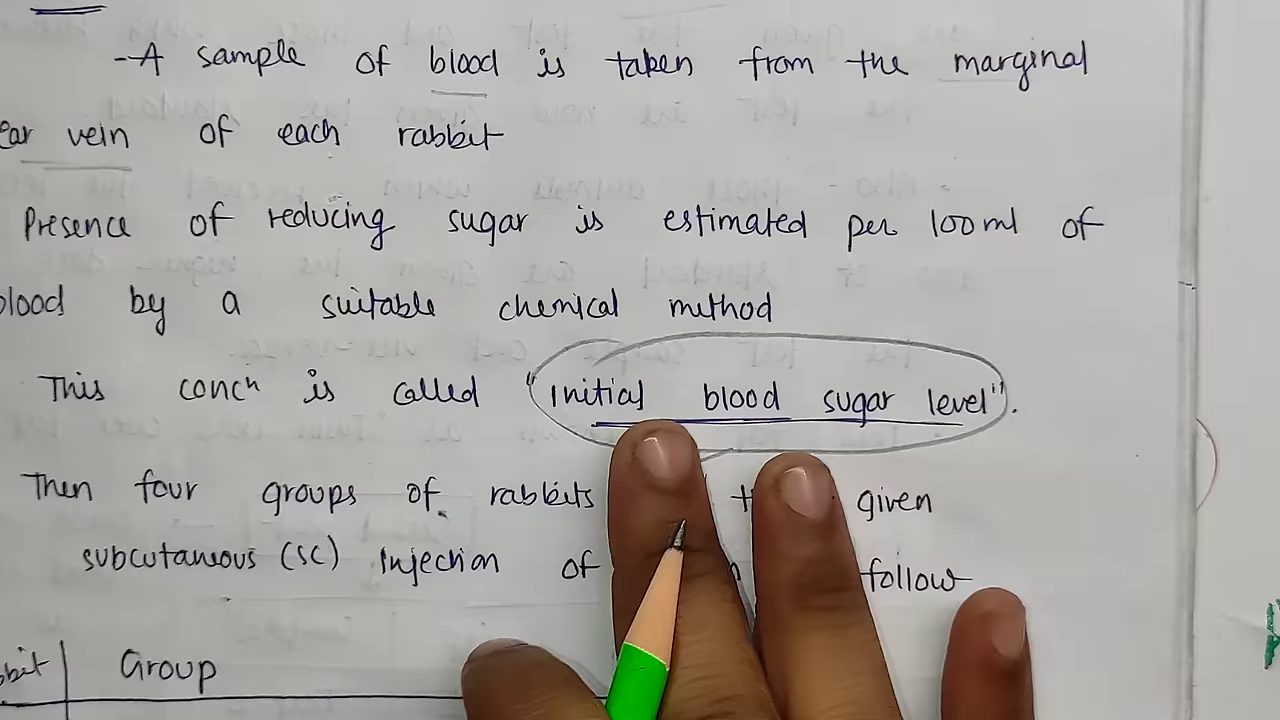 -A sample of blood is taken from the marginal
ear vein of each rabbit
Presence of reducing sugar is estimated per 100ml of
blood by a suitable chemical method
This concn is called "Initial blood sugar level".
Then four groups of rabbits given
subcutaneous (SC) Injection of follow
Group